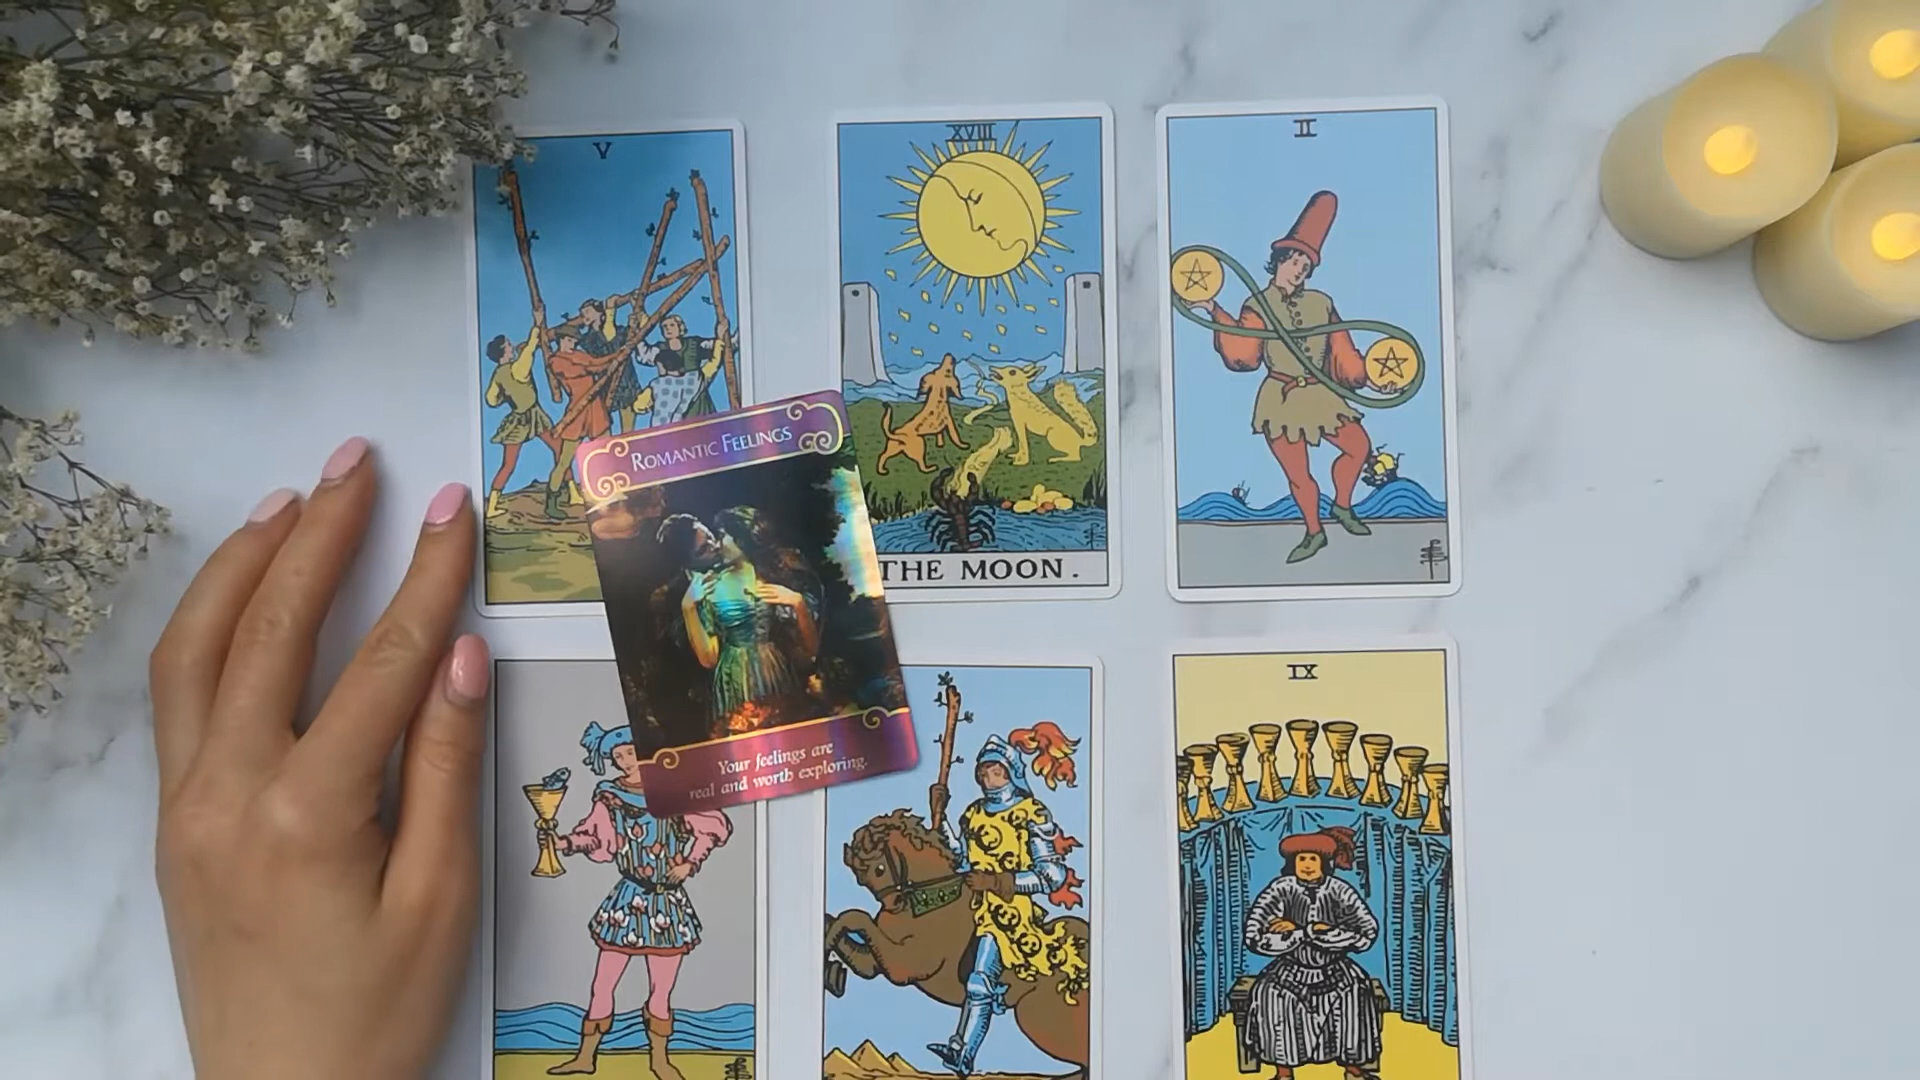 V
XVIII
II
ROMANTIC FEELINGS
THE MOON.
Your feelings are
real and worth exploring.
IX